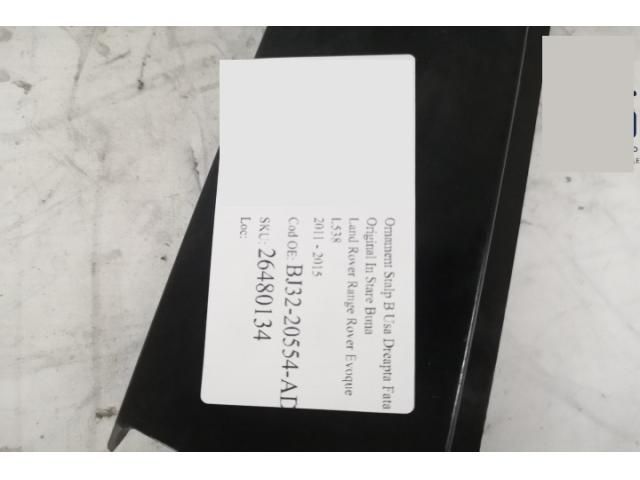 Ornament Stalp B Usa Dreapta Fata
Original In Stare Buna
Land Rover Range Rover Evoque
L538
2011 - 2015
Cod OE: BJ32-20554-AD
SKU: 26480134
Loc: